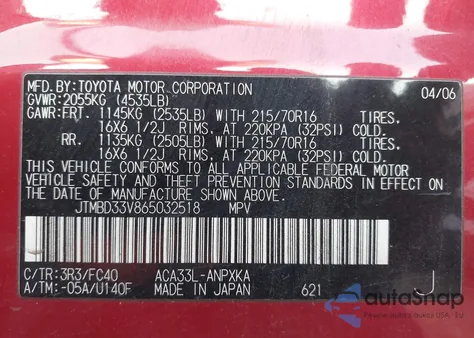 MFD.BY:TOYOTA MOTOR CORPORATION 04/06
GVWR:2055KG (4535LB)
GAWR:FRT. 1145KG (2535LB) WITH 215/70R16 TIRES.
16X6 1/2J RIMS. AT 220KPA (32PSI) COLD.
RR. 1135KG (2505LB) WITH 215/70R16 TIRES.
16X6 1/2J RIMS, AT 220KPA (32PSI) COLD.
THIS VEHICLE CONFORMS TO ALL APPLICABLE FEDERAL MOTOR
VEHICLE SAFETY AND THEFT PREVENTION STANDARDS IN EFFECT
ON THE DATE OF MANUFACTURE SHOWN ABOVE.
JTMBD33V865032518 MPV
C/TR:3R3/FC40 ACA33L-ANPXKA
A/TM:-05A/U140F MADE IN JAPAN 621 J
autoSnap